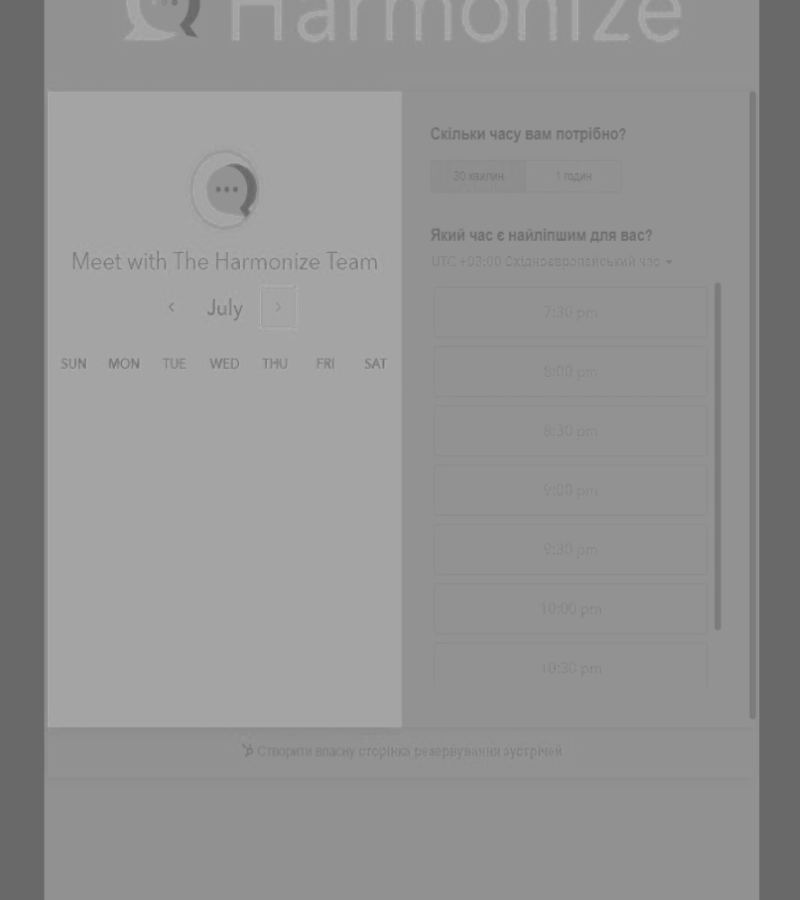 Harmonize
Meet with The Harmonize Team
July
SUN MON TUE WED THU FRI SAT
Скільки часу вам потрібно?
30 хвилин 1 годин
Який час є найліпшим для вас?
UTC +03:00 Східноєвропейський час
7:30 pm
8:00 pm
8:30 pm
9:00 pm
9:30 pm
10:00 pm
10:30 pm
Створити власну сторінка резервування зустрічей